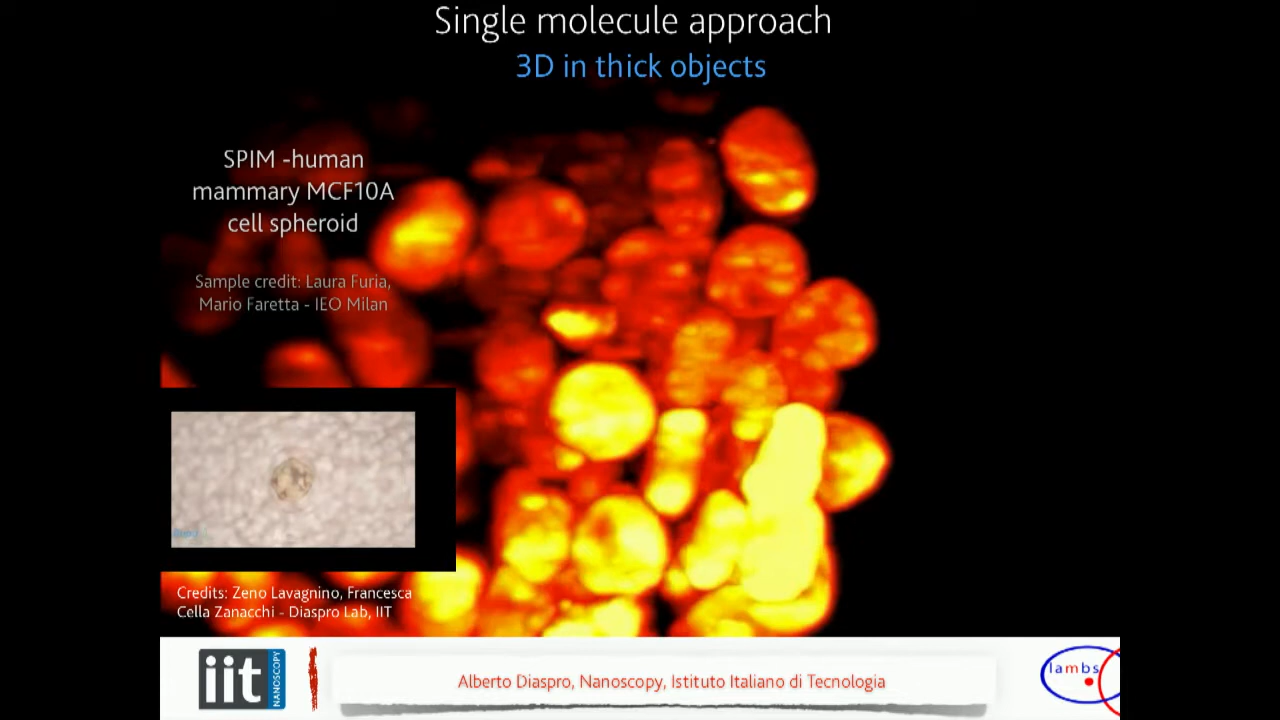 Single molecule approach
3D in thick objects
SPIM -human
mammary MCF10A
cell spheroid
Sample credit: Laura Furia,
Mario Faretta - IEO Milan
Credits: Zeno Lavagnino, Francesca
Cella Zanacchi - Diaspro Lab, IIT
iit
NANOSCOPY
Alberto Diaspro, Nanoscopy, Istituto Italiano di Tecnologia
lambs